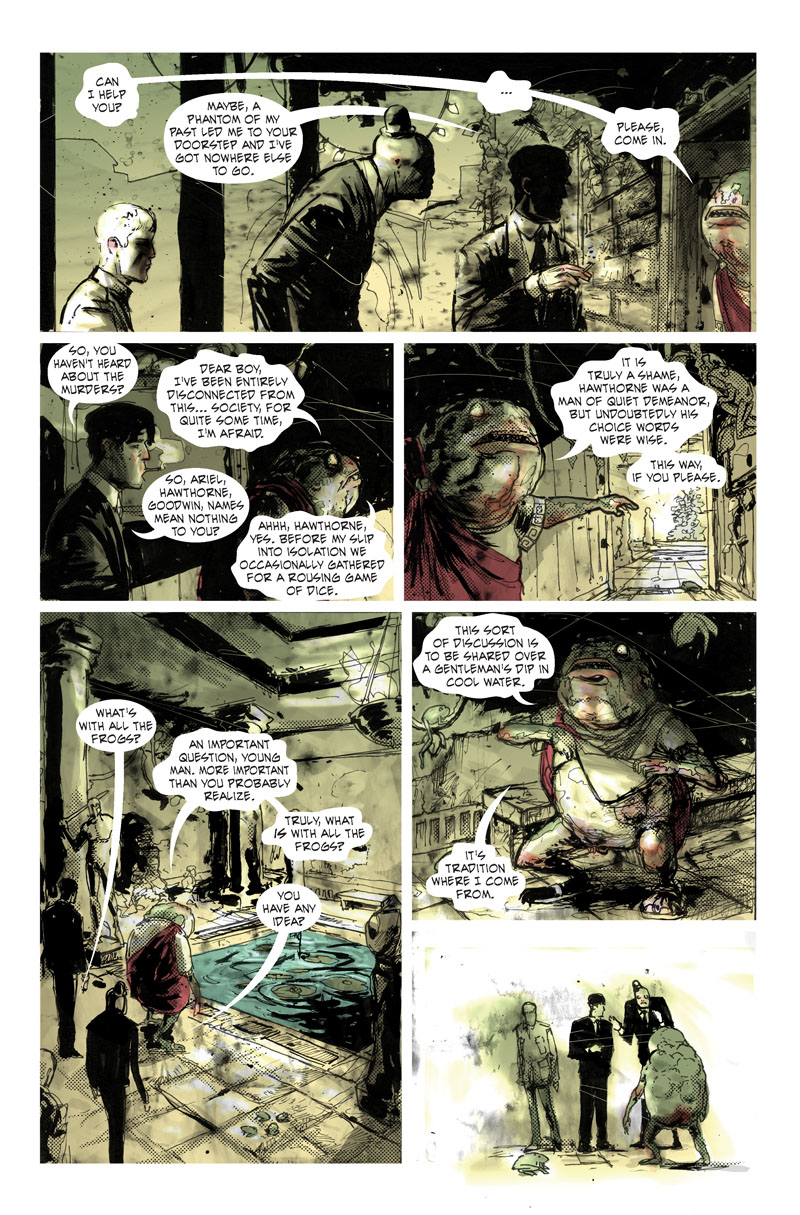 CAN
I HELP
YOU?
MAYBE, A
PHANTOM OF MY
PAST LED ME TO YOUR
DOORSTEP AND I'VE
GOT NOWHERE ELSE
TO GO.
...
PLEASE,
COME IN.
SO, YOU
HAVEN'T HEARD
ABOUT THE
MURDERS?
DEAR BOY,
I'VE BEEN ENTIRELY
DISCONNECTED FROM
THIS... SOCIETY, FOR
QUITE SOME TIME,
I'M AFRAID.
SO, ARIEL,
HAWTHORNE,
GOODWIN, NAMES
MEAN NOTHING
TO YOU?
AHHH, HAWTHORNE,
YES. BEFORE MY SLIP
INTO ISOLATION WE
OCCASIONALLY GATHERED
FOR A ROUSING GAME
OF DICE.
IT IS
TRULY A SHAME,
HAWTHORNE WAS A
MAN OF QUIET DEMEANOR,
BUT UNDOUBTEDLY HIS
CHOICE WORDS
WERE WISE.
THIS WAY,
IF YOU PLEASE.
WHAT'S
WITH ALL THE
FROGS?
AN IMPORTANT
QUESTION, YOUNG
MAN. MORE IMPORTANT
THAN YOU PROBABLY
REALIZE.
TRULY, WHAT
IS WITH ALL THE
FROGS?
YOU
HAVE ANY
IDEA?
THIS SORT
OF DISCUSSION IS
TO BE SHARED OVER
A GENTLEMAN'S DIP IN
COOL WATER.
IT'S
TRADITION
WHERE I COME
FROM.